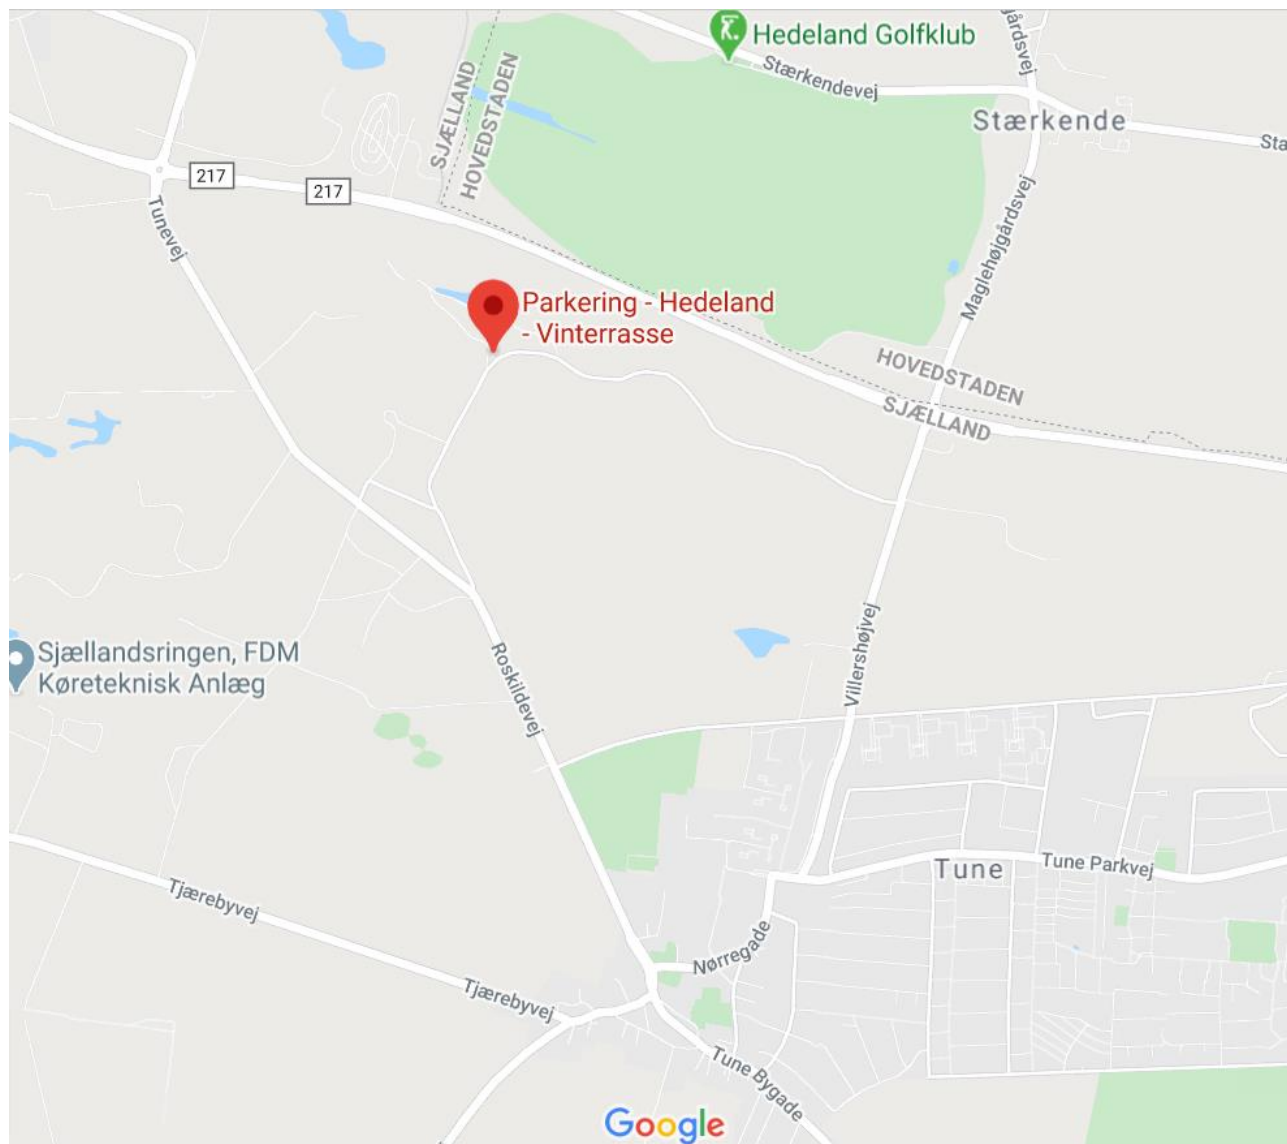 gårdsvej
Hedeland Golfklub
Stærkendevej
Stærkende
Sta
SJÆLLAND
HOVEDSTADEN
217
217
Tunevej
Maglehøjgårdsvej
Parkering - Hedeland
- Vinterrasse
HOVEDSTADEN
SJÆLLAND
Sjællandsringen, FDM
Køreteknisk Anlæg
Roskildevej
Villershøjvej
Tune
Tune Parkvej
Tjærebyvej
Nørregade
Tjærebyvej
Tune Bygade
Google